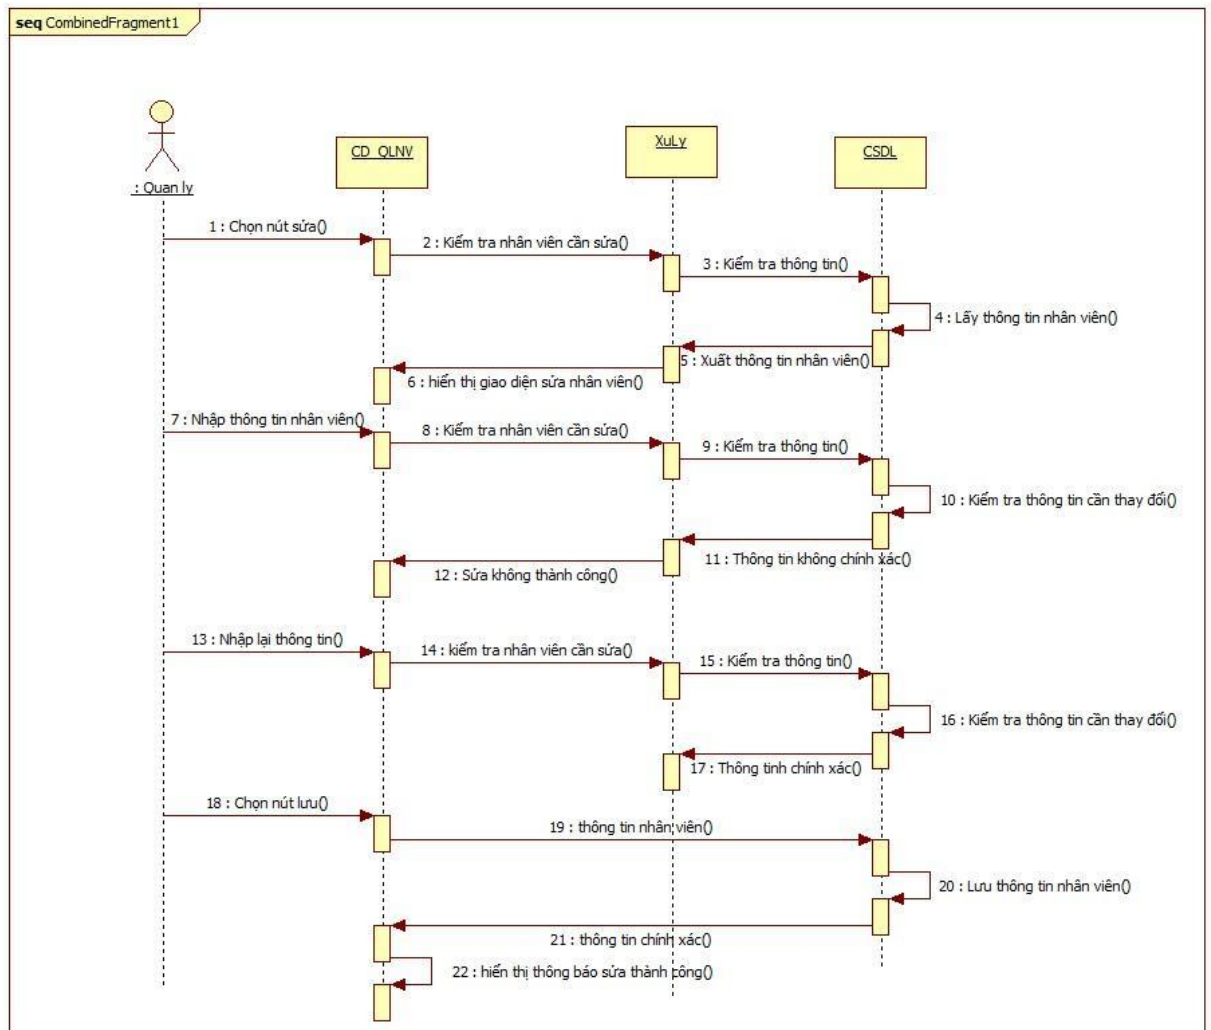 seq CombinedFragment1
: Quan ly
CD_QLNV
XuLy
CSDL
1 : Chọn nút sửa()
2 : Kiểm tra nhân viên cần sửa()
3 : Kiểm tra thông tin()
4 : Lấy thông tin nhân viên()
5 : Xuất thông tin nhân viên()
6 : hiển thị giao diện sửa nhân viên()
7 : Nhập thông tin nhân viên()
8 : Kiểm tra nhân viên cần sửa()
9 : Kiểm tra thông tin()
10 : Kiểm tra thông tin cần thay đổi()
11 : Thông tin không chính xác()
12 : Sửa không thành công()
13 : Nhập lại thông tin()
14 : kiểm tra nhân viên cần sửa()
15 : Kiểm tra thông tin()
16 : Kiểm tra thông tin cần thay đổi()
17 : Thông tinh chính xác()
18 : Chọn nút lưu()
19 : thông tin nhân viên()
20 : Lưu thông tin nhân viên()
21 : thông tin chính xác()
22 : hiển thị thông báo sửa thành công()